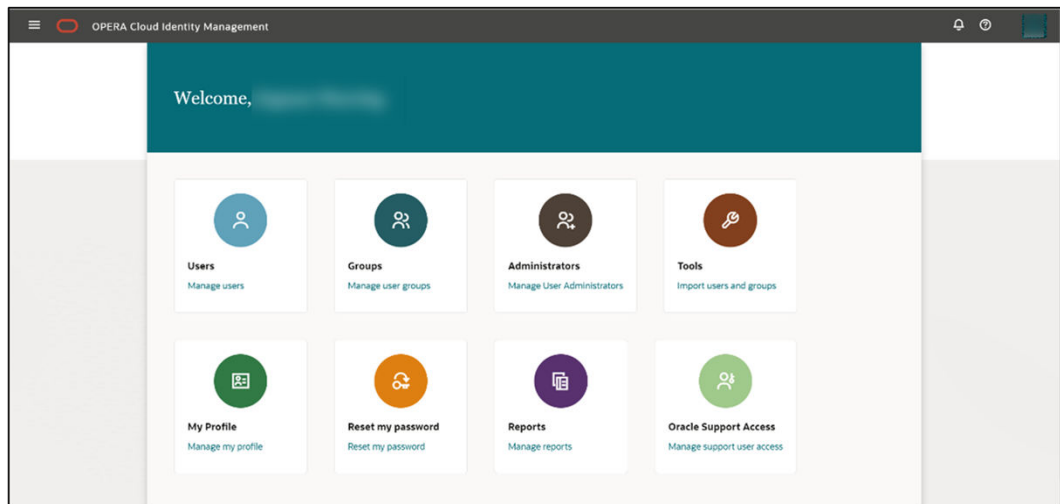 OPERA Cloud Identity Management
Welcome,
Users
Manage users
Groups
Manage user groups
Administrators
Manage User Administrators
Tools
Import users and groups
My Profile
Manage my profile
Reset my password
Reset my password
Reports
Manage reports
Oracle Support Access
Manage support user access